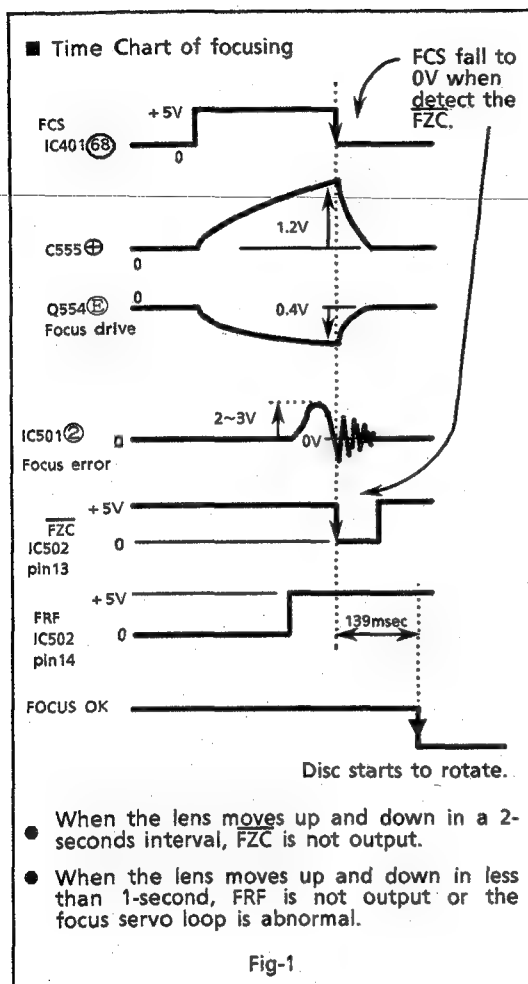 ■ Time Chart of focusing
FCS fall to
0V when
detect the
FZC.
+5V
FCS
IC401 68
0
1.2V
C555 ⊕
0
0
Q554 Ⓔ
0.4V
Focus drive
2~3V
IC501 ②
0
0V
Focus error
+5V
FZC
IC502
0
pin13
+5V
FRF
IC502
0
pin14
139msec
FOCUS OK
Disc starts to rotate.
● When the lens moves up and down in a 2-
seconds interval, FZC is not output.
● When the lens moves up and down in less
than 1-second, FRF is not output or the
focus servo loop is abnormal.
Fig-1